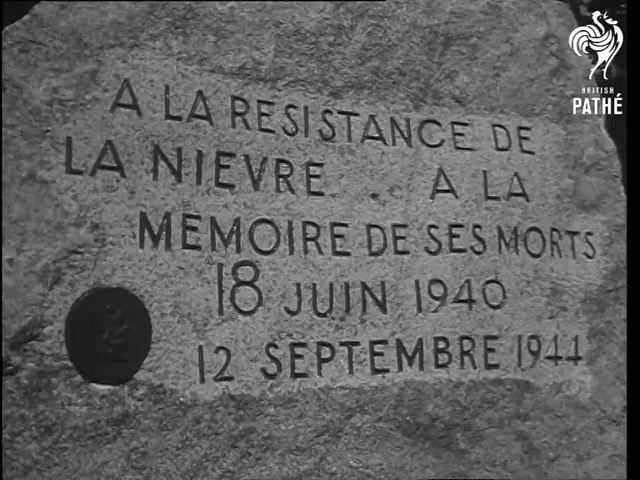 BRITISH
PATHÉ
A LA RESISTANCE DE
LA NIEVRE . . A LA
MEMOIRE DE SES MORTS
18 JUIN 1940
12 SEPTEMBRE 1944